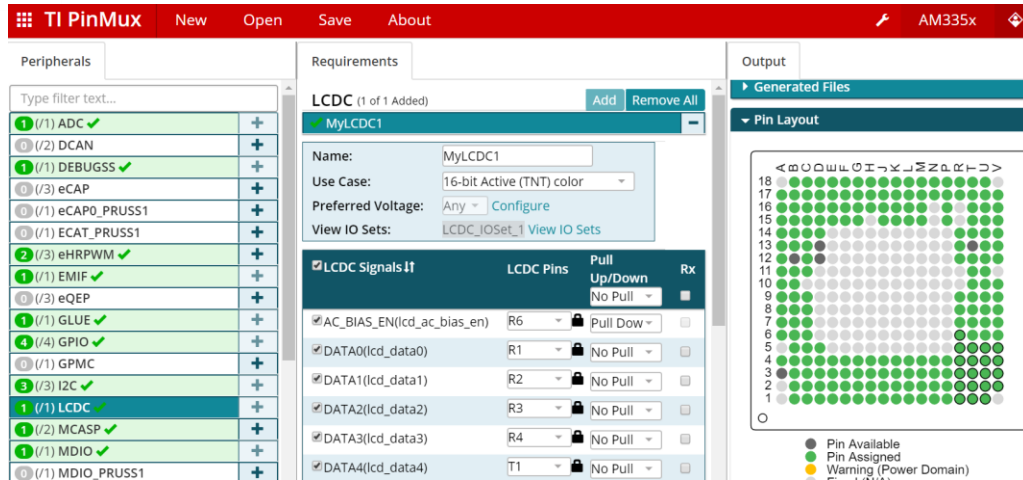 TI PinMux New Open Save About AM335x
Peripherals
Type filter text...
1 (/1) ADC
0 (/2) DCAN
1 (/1) DEBUGSS
0 (/3) eCAP
0 (/1) eCAP0_PRUSS1
0 (/1) ECAT_PRUSS1
2 (/3) eHRPWM
1 (/1) EMIF
0 (/3) eQEP
1 (/1) GLUE
4 (/4) GPIO
0 (/1) GPMC
3 (/3) I2C
1 (/1) LCDC
1 (/2) MCASP
1 (/1) MDIO
0 (/1) MDIO_PRUSS1
Requirements
LCDC (1 of 1 Added) Add Remove All
MyLCDC1
Name: MyLCDC1
Use Case: 16-bit Active (TNT) color
Preferred Voltage: Any Configure
View IO Sets: LCDC_IOSet_1 View IO Sets
LCDC Signals LCDC Pins Pull Up/Down Rx
No Pull
AC_BIAS_EN(lcd_ac_bias_en) R6 Pull Dow
DATA0(lcd_data0) R1 No Pull
DATA1(lcd_data1) R2 No Pull
DATA2(lcd_data2) R3 No Pull
DATA3(lcd_data3) R4 No Pull
DATA4(lcd_data4) T1 No Pull
Output
Generated Files
Pin Layout
A B C D E F G H J K L M N P R T U V
18
17
16
15
14
13
12
11
10
9
8
7
6
5
4
3
2
1
Pin Available
Pin Assigned
Warning (Power Domain)